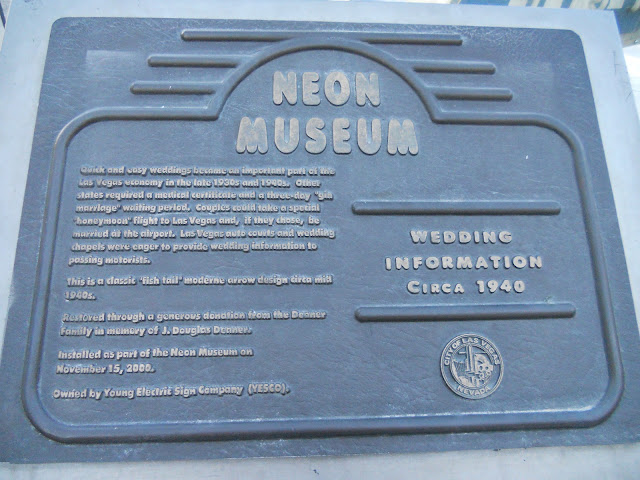 NEON
MUSEUM
Quick and easy weddings became an important part of the
Las Vegas economy in the late 1930s and 1940s. Other
states required a medical certificate and a three-day "gin
marriage" waiting period. Couples could take a special
"honeymoon" flight to Las Vegas and, if they chose, be
married at the airport. Las Vegas auto courts and wedding
chapels were eager to provide wedding information to
passing motorists.
This is a classic "fish tail" moderne arrow design circa mid
1940s.
Restored through a generous donation from the Deaner
Family in memory of J. Douglas Deaner.
Installed as part of the Neon Museum on
November 15, 2000.
Owned by Young Electric Sign Company (YESCO).
WEDDING
INFORMATION
CIRCA 1940
CITY OF LAS VEGAS
NEVADA